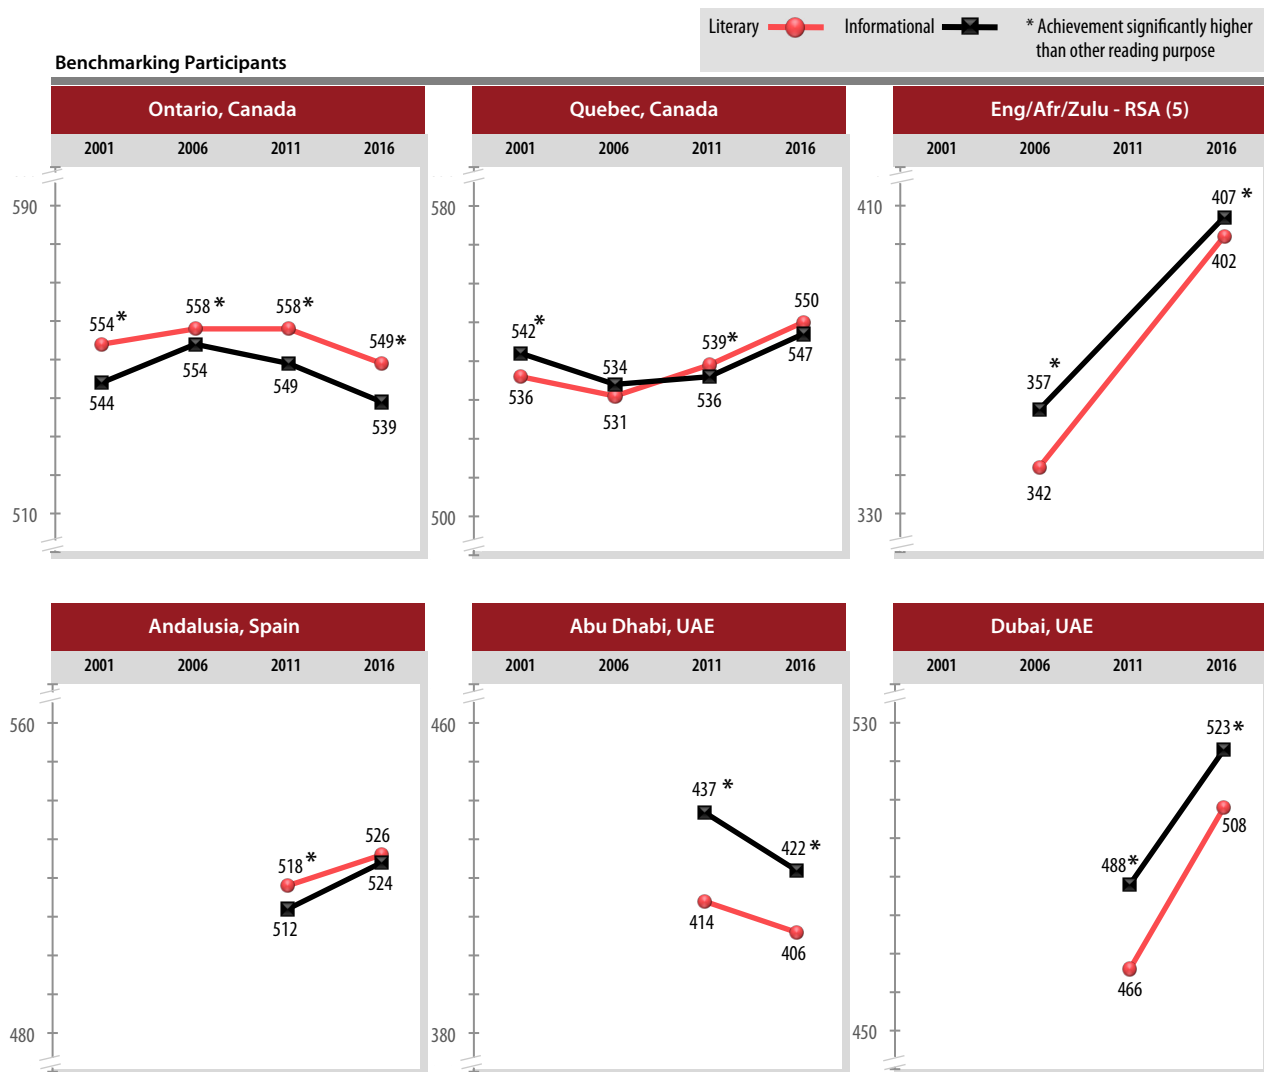 Literary Informational * Achievement significantly higher
than other reading purpose
Benchmarking Participants
Ontario, Canada
2001 2006 2011 2016
590
554 * 558 * 558 * 549 *
544 554 549 539
510
Quebec, Canada
2001 2006 2011 2016
580
542 * 534 539 * 550
536 531 536 547
500
Eng/Afr/Zulu - RSA (5)
2001 2006 2011 2016
410
407 *
402
357 *
342
330
Andalusia, Spain
2001 2006 2011 2016
560
518 * 526
512 524
480
Abu Dhabi, UAE
2001 2006 2011 2016
460
437 * 422 *
414 406
380
Dubai, UAE
2001 2006 2011 2016
530
523 *
508
488 *
466
450